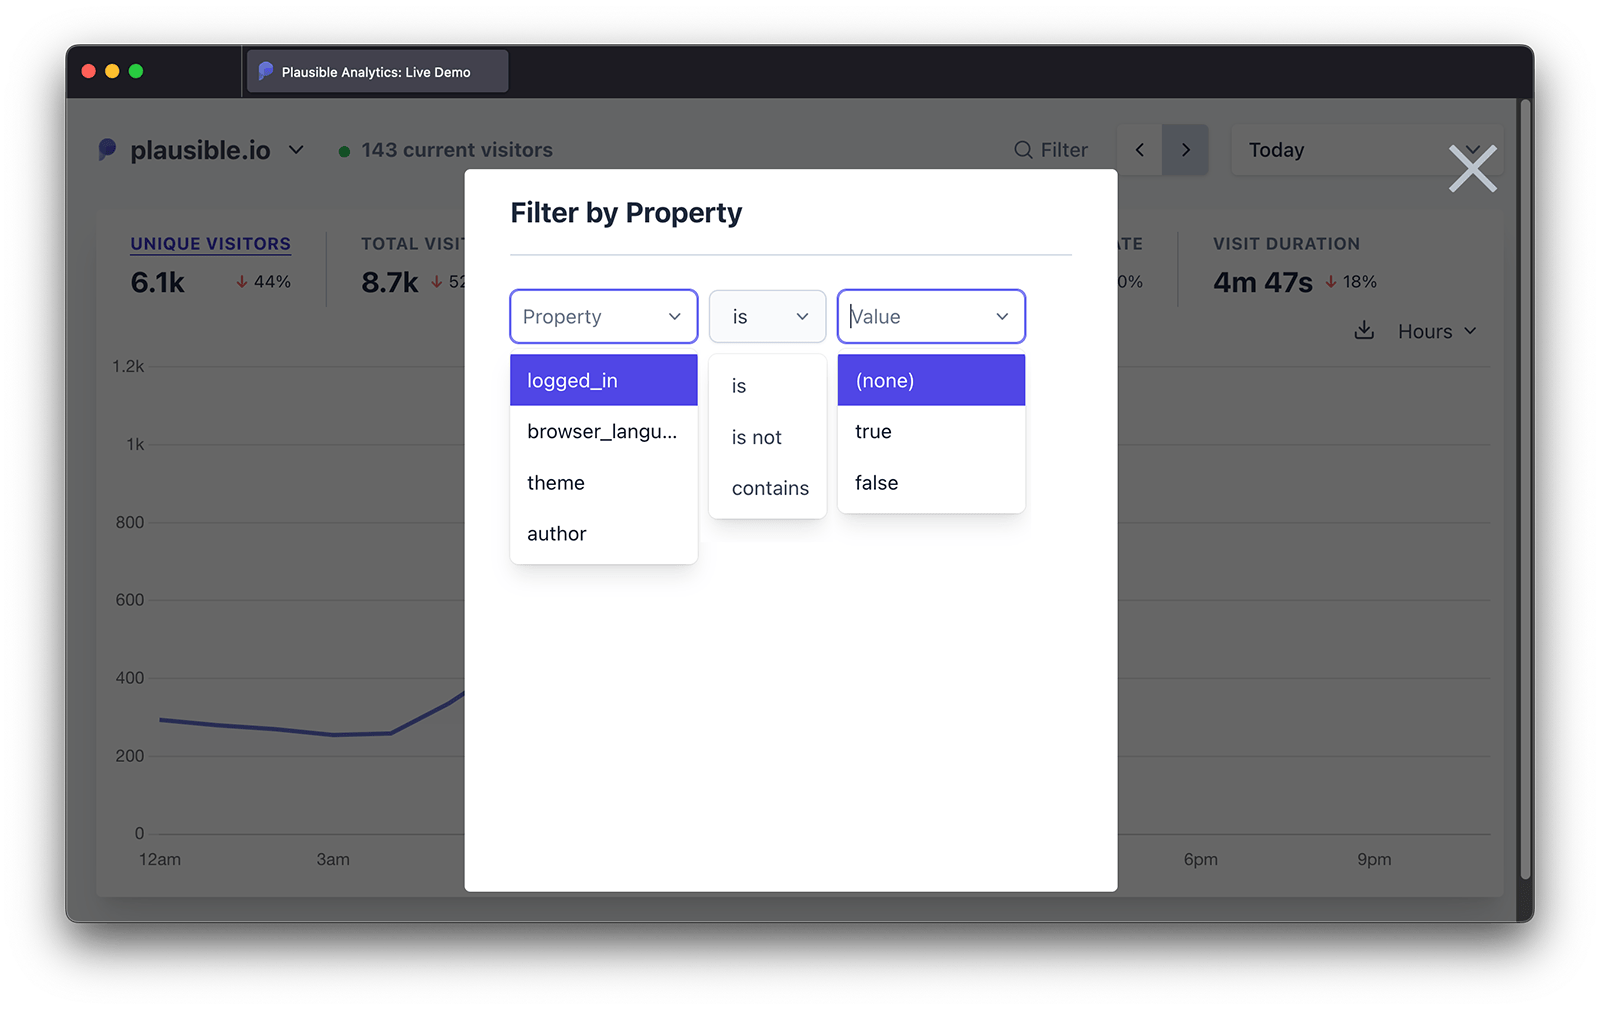 Plausible Analytics: Live Demo
plausible.io
143 current visitors
Filter
Today
Filter by Property
UNIQUE VISITORS
6.1k
44%
TOTAL VISIT
8.7k
52
TE
0%
VISIT DURATION
4m 47s
18%
Hours
Property
is
Value
logged_in
browser_langu...
theme
author
is
is not
contains
(none)
true
false
1.2k
1k
800
600
400
200
0
12am
3am
6pm
9pm